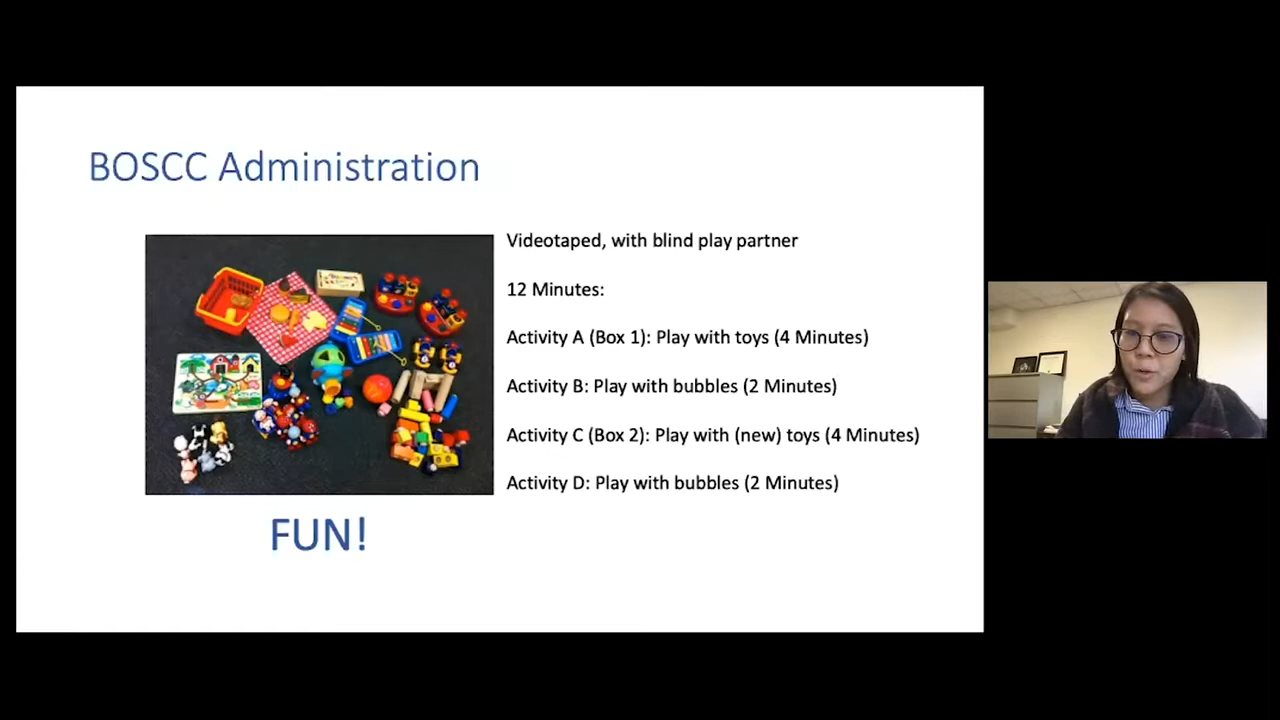 BOSCC Administration
Videotaped, with blind play partner
12 Minutes:
Activity A (Box 1): Play with toys (4 Minutes)
Activity B: Play with bubbles (2 Minutes)
Activity C (Box 2): Play with (new) toys (4 Minutes)
Activity D: Play with bubbles (2 Minutes)
FUN!